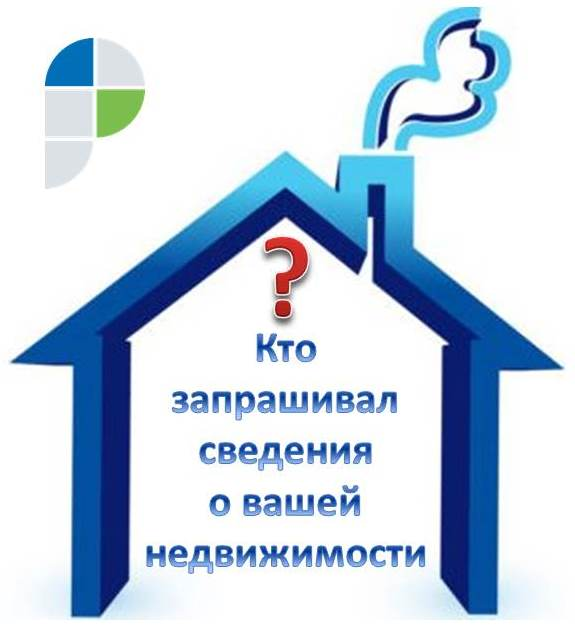 ?
Кто
запрашивал
сведения
о вашей
недвижимости